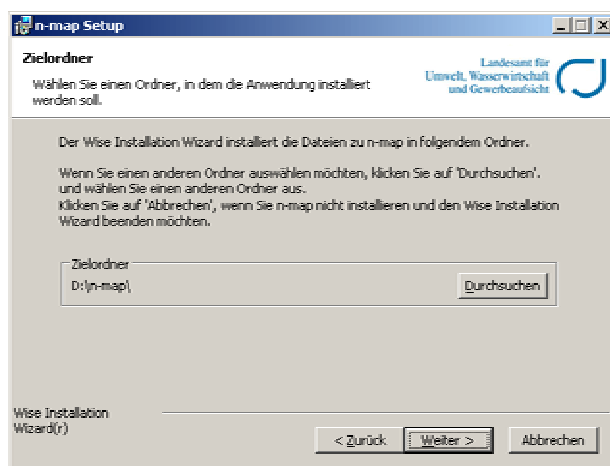 n-map Setup
Zielordner
Wählen Sie einen Ordner, in dem die Anwendung installiert
werden soll.
Landesamt für
Umwelt, Wasserwirtschaft
und Gewerbeaufsicht
Der Wise Installation Wizard installiert die Dateien zu n-map in folgendem Ordner.
Wenn Sie einen anderen Ordner auswählen möchten, klicken Sie auf 'Durchsuchen'.
und wählen Sie einen anderen Ordner aus.
Klicken Sie auf 'Abbrechen', wenn Sie n-map nicht installieren und den Wise Installation
Wizard beenden möchten.
Zielordner
D:\n-map\
Durchsuchen
Wise Installation
Wizard(r)
< Zurück
Weiter >
Abbrechen